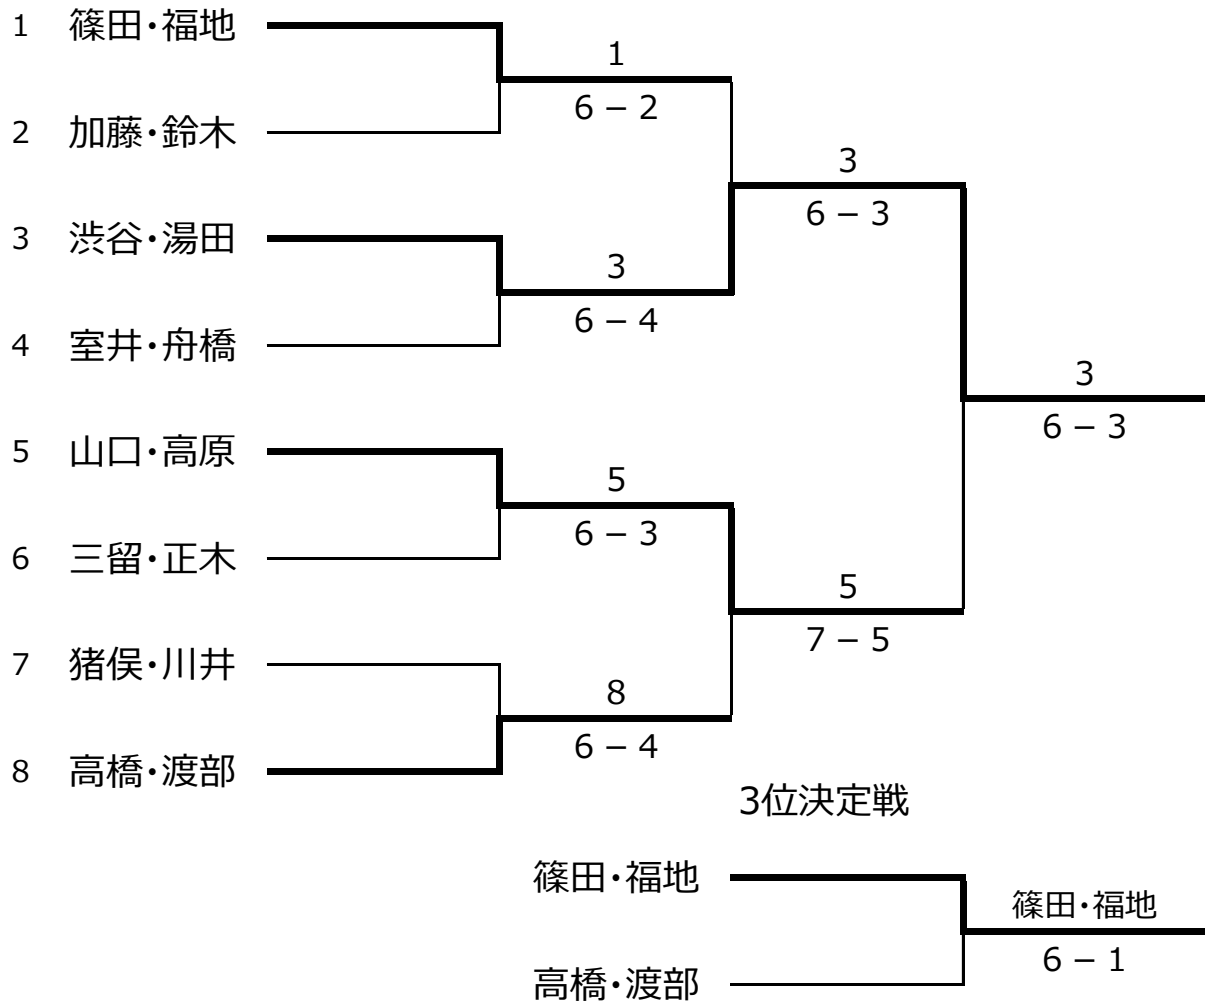 1 篠田・福地
1
6 – 2
2 加藤・鈴木
3
6 – 3
3 渋谷・湯田
3
6 – 4
4 室井・舟橋
3
6 – 3
5 山口・高原
5
6 – 3
6 三留・正木
5
7 – 5
7 猪俣・川井
8
6 – 4
8 高橋・渡部
3位決定戦
篠田・福地
篠田・福地
6 – 1
高橋・渡部